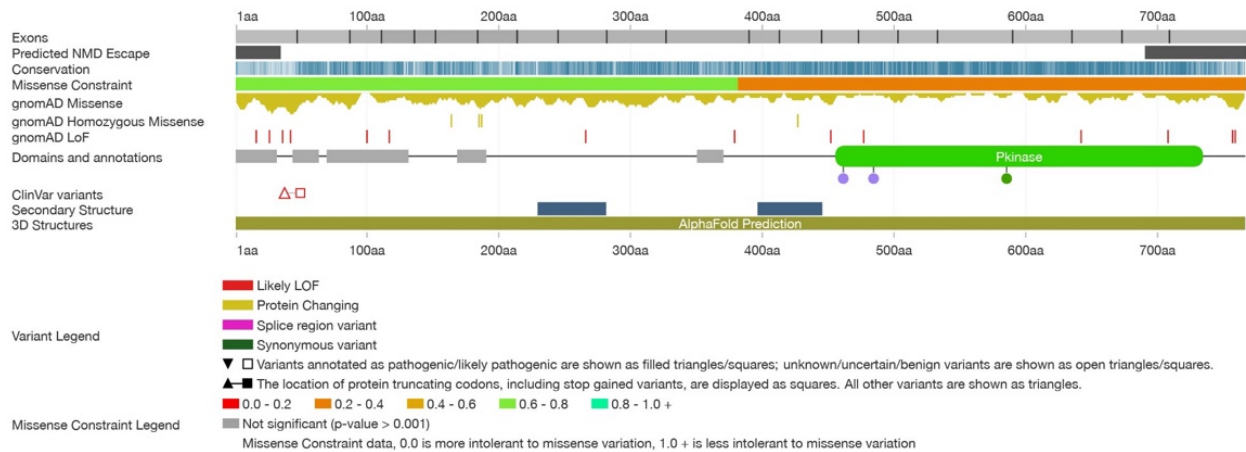 1aa 100aa 200aa 300aa 400aa 500aa 600aa 700aa
Exons
Predicted NMD Escape
Conservation
Missense Constraint
gnomAD Missense
gnomAD Homozygous Missense
gnomAD LoF
Domains and annotations Pkinase
ClinVar variants
Secondary Structure
3D Structures AlphaFold Prediction
1aa 100aa 200aa 300aa 400aa 500aa 600aa 700aa
Likely LOF
Protein Changing
Variant Legend Splice region variant
Synonymous variant
Variants annotated as pathogenic/likely pathogenic are shown as filled triangles/squares; unknown/uncertain/benign variants are shown as open triangles/squares.
The location of protein truncating codons, including stop gained variants, are displayed as squares. All other variants are shown as triangles.
0.0 - 0.2 0.2 - 0.4 0.4 - 0.6 0.6 - 0.8 0.8 - 1.0 +
Missense Constraint Legend Not significant (p-value > 0.001)
Missense Constraint data, 0.0 is more intolerant to missense variation, 1.0 + is less intolerant to missense variation